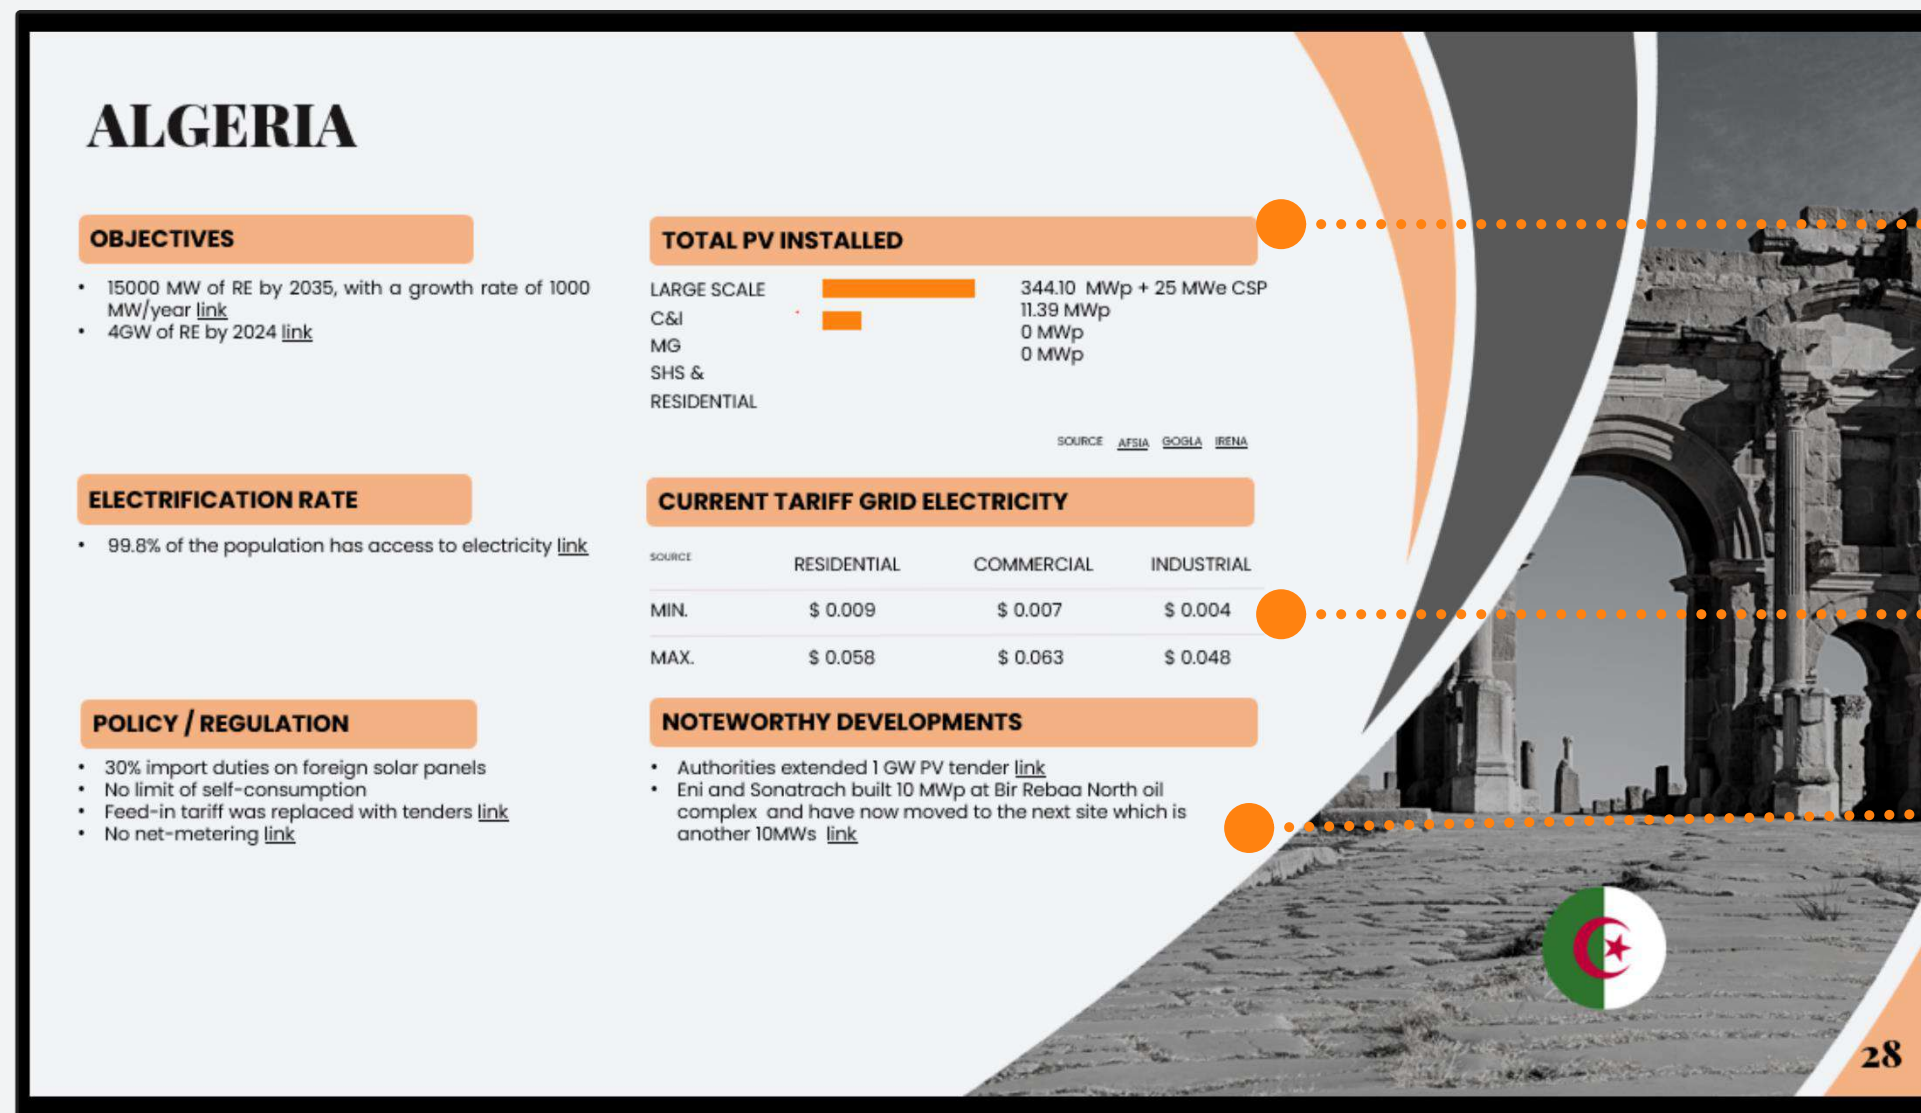 ALGERIA
OBJECTIVES
• 15000 MW of RE by 2035, with a growth rate of 1000
MW/year link
• 4GW of RE by 2024 link
ELECTRIFICATION RATE
• 99.8% of the population has access to electricity link
POLICY / REGULATION
• 30% import duties on foreign solar panels
• No limit of self-consumption
• Feed-in tariff was replaced with tenders link
• No net-metering link
TOTAL PV INSTALLED
LARGE SCALE 344.10 MWp + 25 MWe CSP
C&I 11.39 MWp
MG 0 MWp
SHS & 0 MWp
RESIDENTIAL
SOURCE AFSIA GOGLA IRENA
CURRENT TARIFF GRID ELECTRICITY
SOURCE RESIDENTIAL COMMERCIAL INDUSTRIAL
MIN. $ 0.009 $ 0.007 $ 0.004
MAX. $ 0.058 $ 0.063 $ 0.048
NOTEWORTHY DEVELOPMENTS
• Authorities extended 1 GW PV tender link
• Eni and Sonatrach built 10 MWp at Bir Rebaa North oil
complex and have now moved to the next site which is
another 10MWs link
28